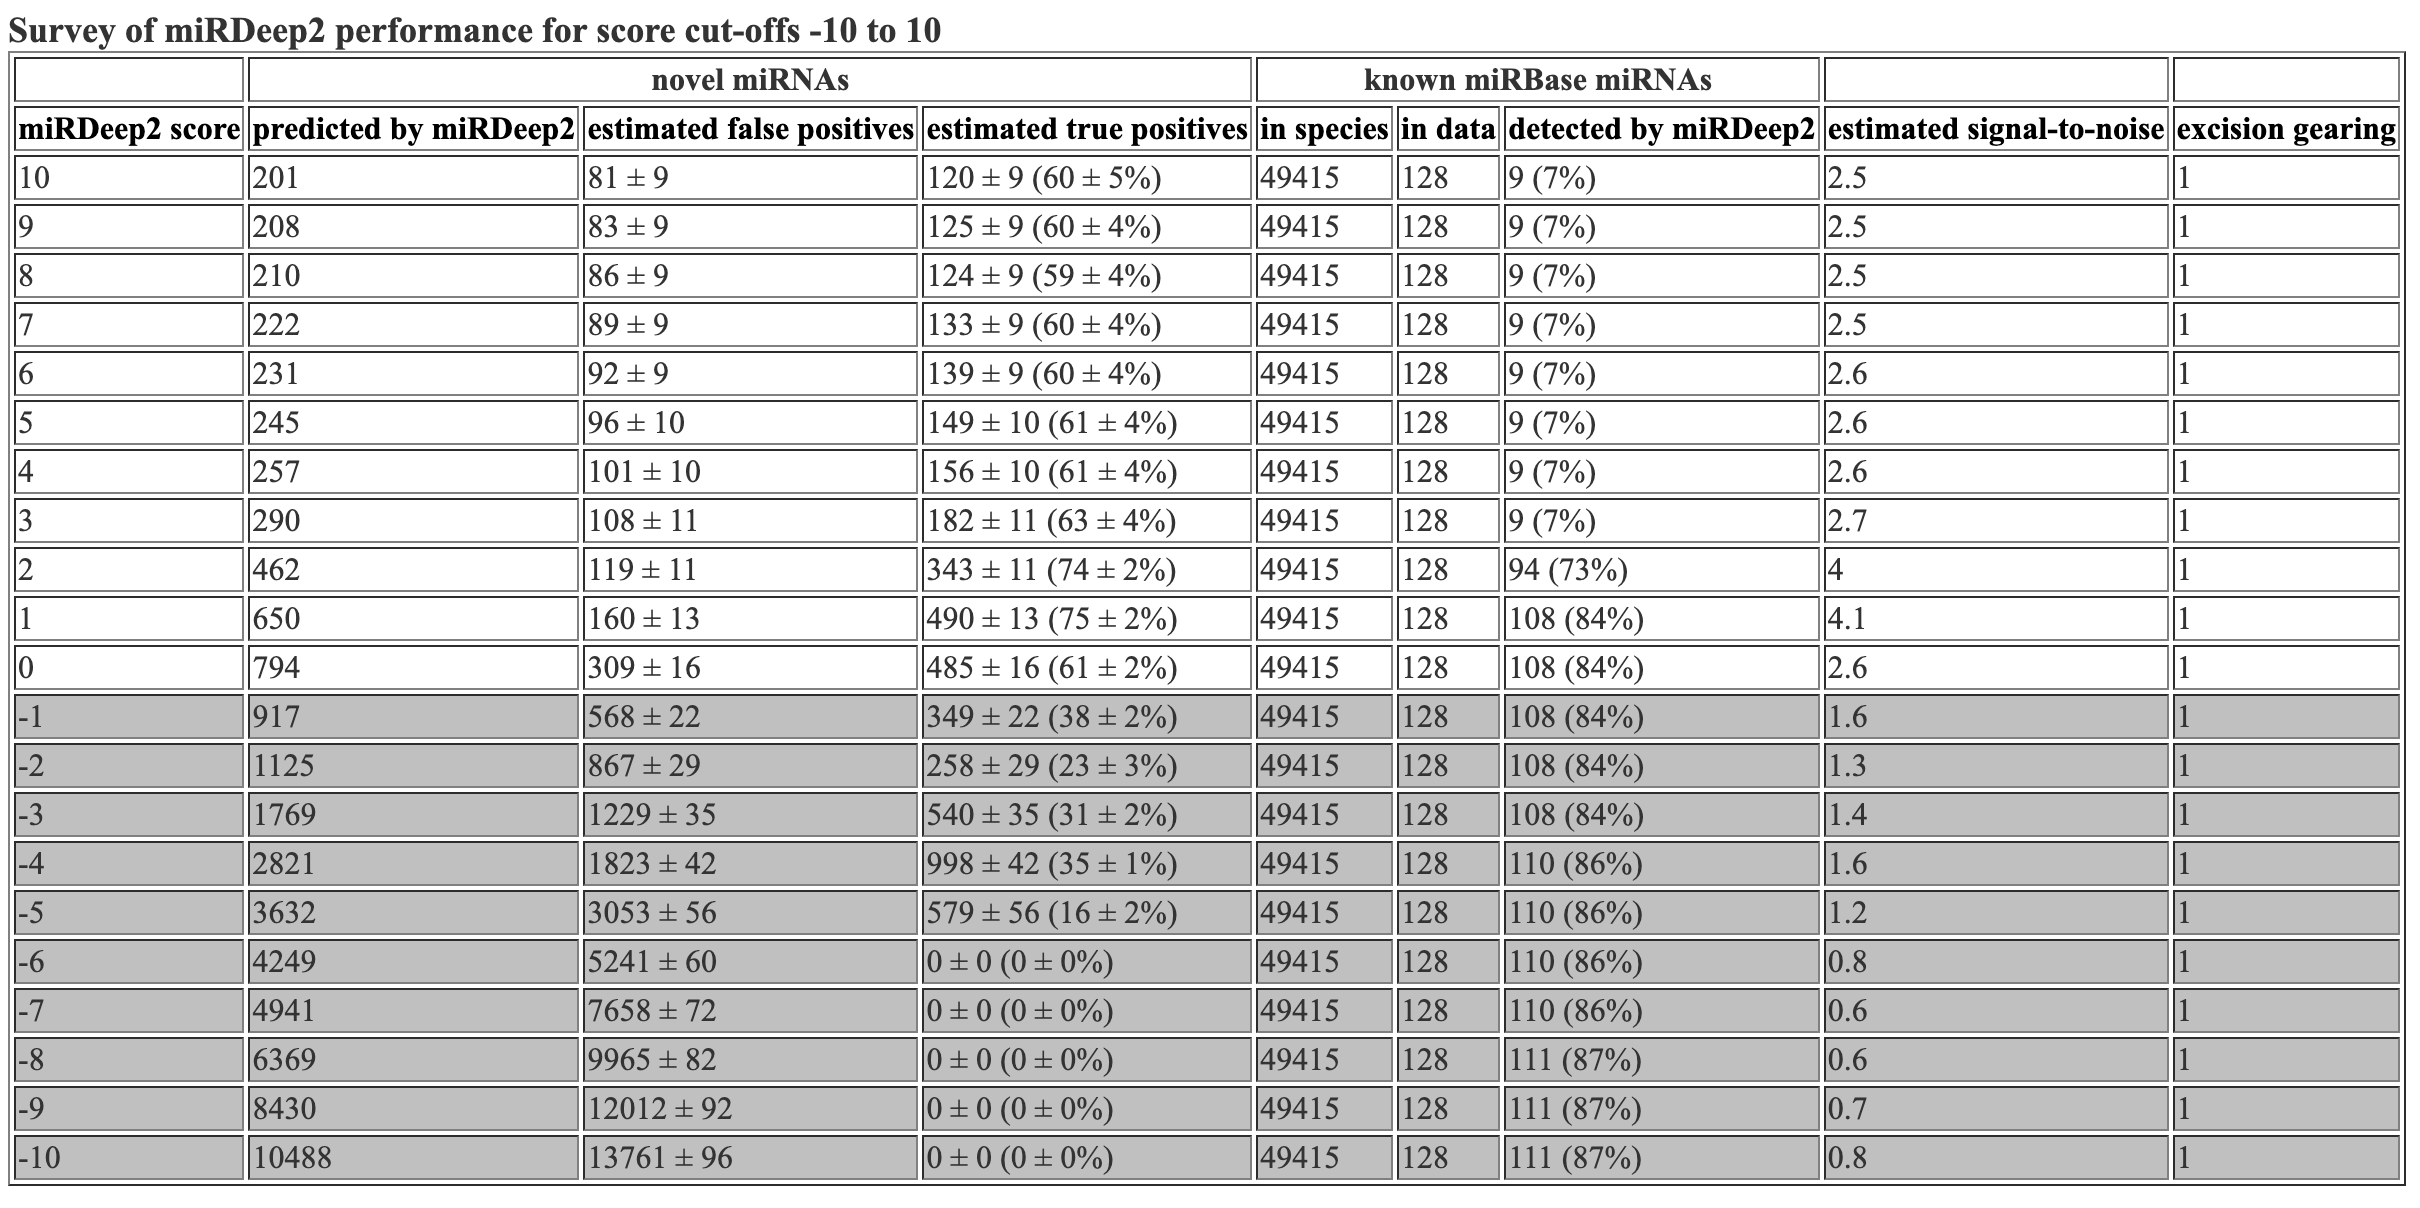 Survey of miRDeep2 performance for score cut-offs -10 to 10
novel miRNAs known miRBase miRNAs
miRDeep2 score predicted by miRDeep2 estimated false positives estimated true positives in species in data detected by miRDeep2 estimated signal-to-noise excision gearing
10 201 81 ± 9 120 ± 9 (60 ± 5%) 49415 128 9 (7%) 2.5 1
9 208 83 ± 9 125 ± 9 (60 ± 4%) 49415 128 9 (7%) 2.5 1
8 210 86 ± 9 124 ± 9 (59 ± 4%) 49415 128 9 (7%) 2.5 1
7 222 89 ± 9 133 ± 9 (60 ± 4%) 49415 128 9 (7%) 2.5 1
6 231 92 ± 9 139 ± 9 (60 ± 4%) 49415 128 9 (7%) 2.6 1
5 245 96 ± 10 149 ± 10 (61 ± 4%) 49415 128 9 (7%) 2.6 1
4 257 101 ± 10 156 ± 10 (61 ± 4%) 49415 128 9 (7%) 2.6 1
3 290 108 ± 11 182 ± 11 (63 ± 4%) 49415 128 9 (7%) 2.7 1
2 462 119 ± 11 343 ± 11 (74 ± 2%) 49415 128 94 (73%) 4 1
1 650 160 ± 13 490 ± 13 (75 ± 2%) 49415 128 108 (84%) 4.1 1
0 794 309 ± 16 485 ± 16 (61 ± 2%) 49415 128 108 (84%) 2.6 1
-1 917 568 ± 22 349 ± 22 (38 ± 2%) 49415 128 108 (84%) 1.6 1
-2 1125 867 ± 29 258 ± 29 (23 ± 3%) 49415 128 108 (84%) 1.3 1
-3 1769 1229 ± 35 540 ± 35 (31 ± 2%) 49415 128 108 (84%) 1.4 1
-4 2821 1823 ± 42 998 ± 42 (35 ± 1%) 49415 128 110 (86%) 1.6 1
-5 3632 3053 ± 56 579 ± 56 (16 ± 2%) 49415 128 110 (86%) 1.2 1
-6 4249 5241 ± 60 0 ± 0 (0 ± 0%) 49415 128 110 (86%) 0.8 1
-7 4941 7658 ± 72 0 ± 0 (0 ± 0%) 49415 128 110 (86%) 0.6 1
-8 6369 9965 ± 82 0 ± 0 (0 ± 0%) 49415 128 111 (87%) 0.6 1
-9 8430 12012 ± 92 0 ± 0 (0 ± 0%) 49415 128 111 (87%) 0.7 1
-10 10488 13761 ± 96 0 ± 0 (0 ± 0%) 49415 128 111 (87%) 0.8 1